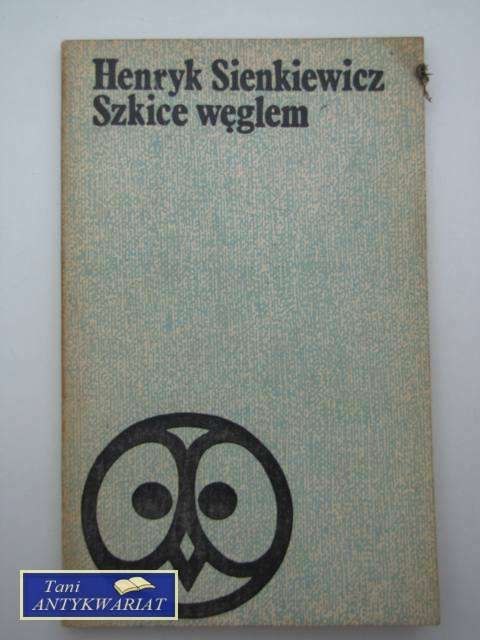 Henryk Sienkiewicz
Szkice węglem
Tani
ANTYKWARIAT